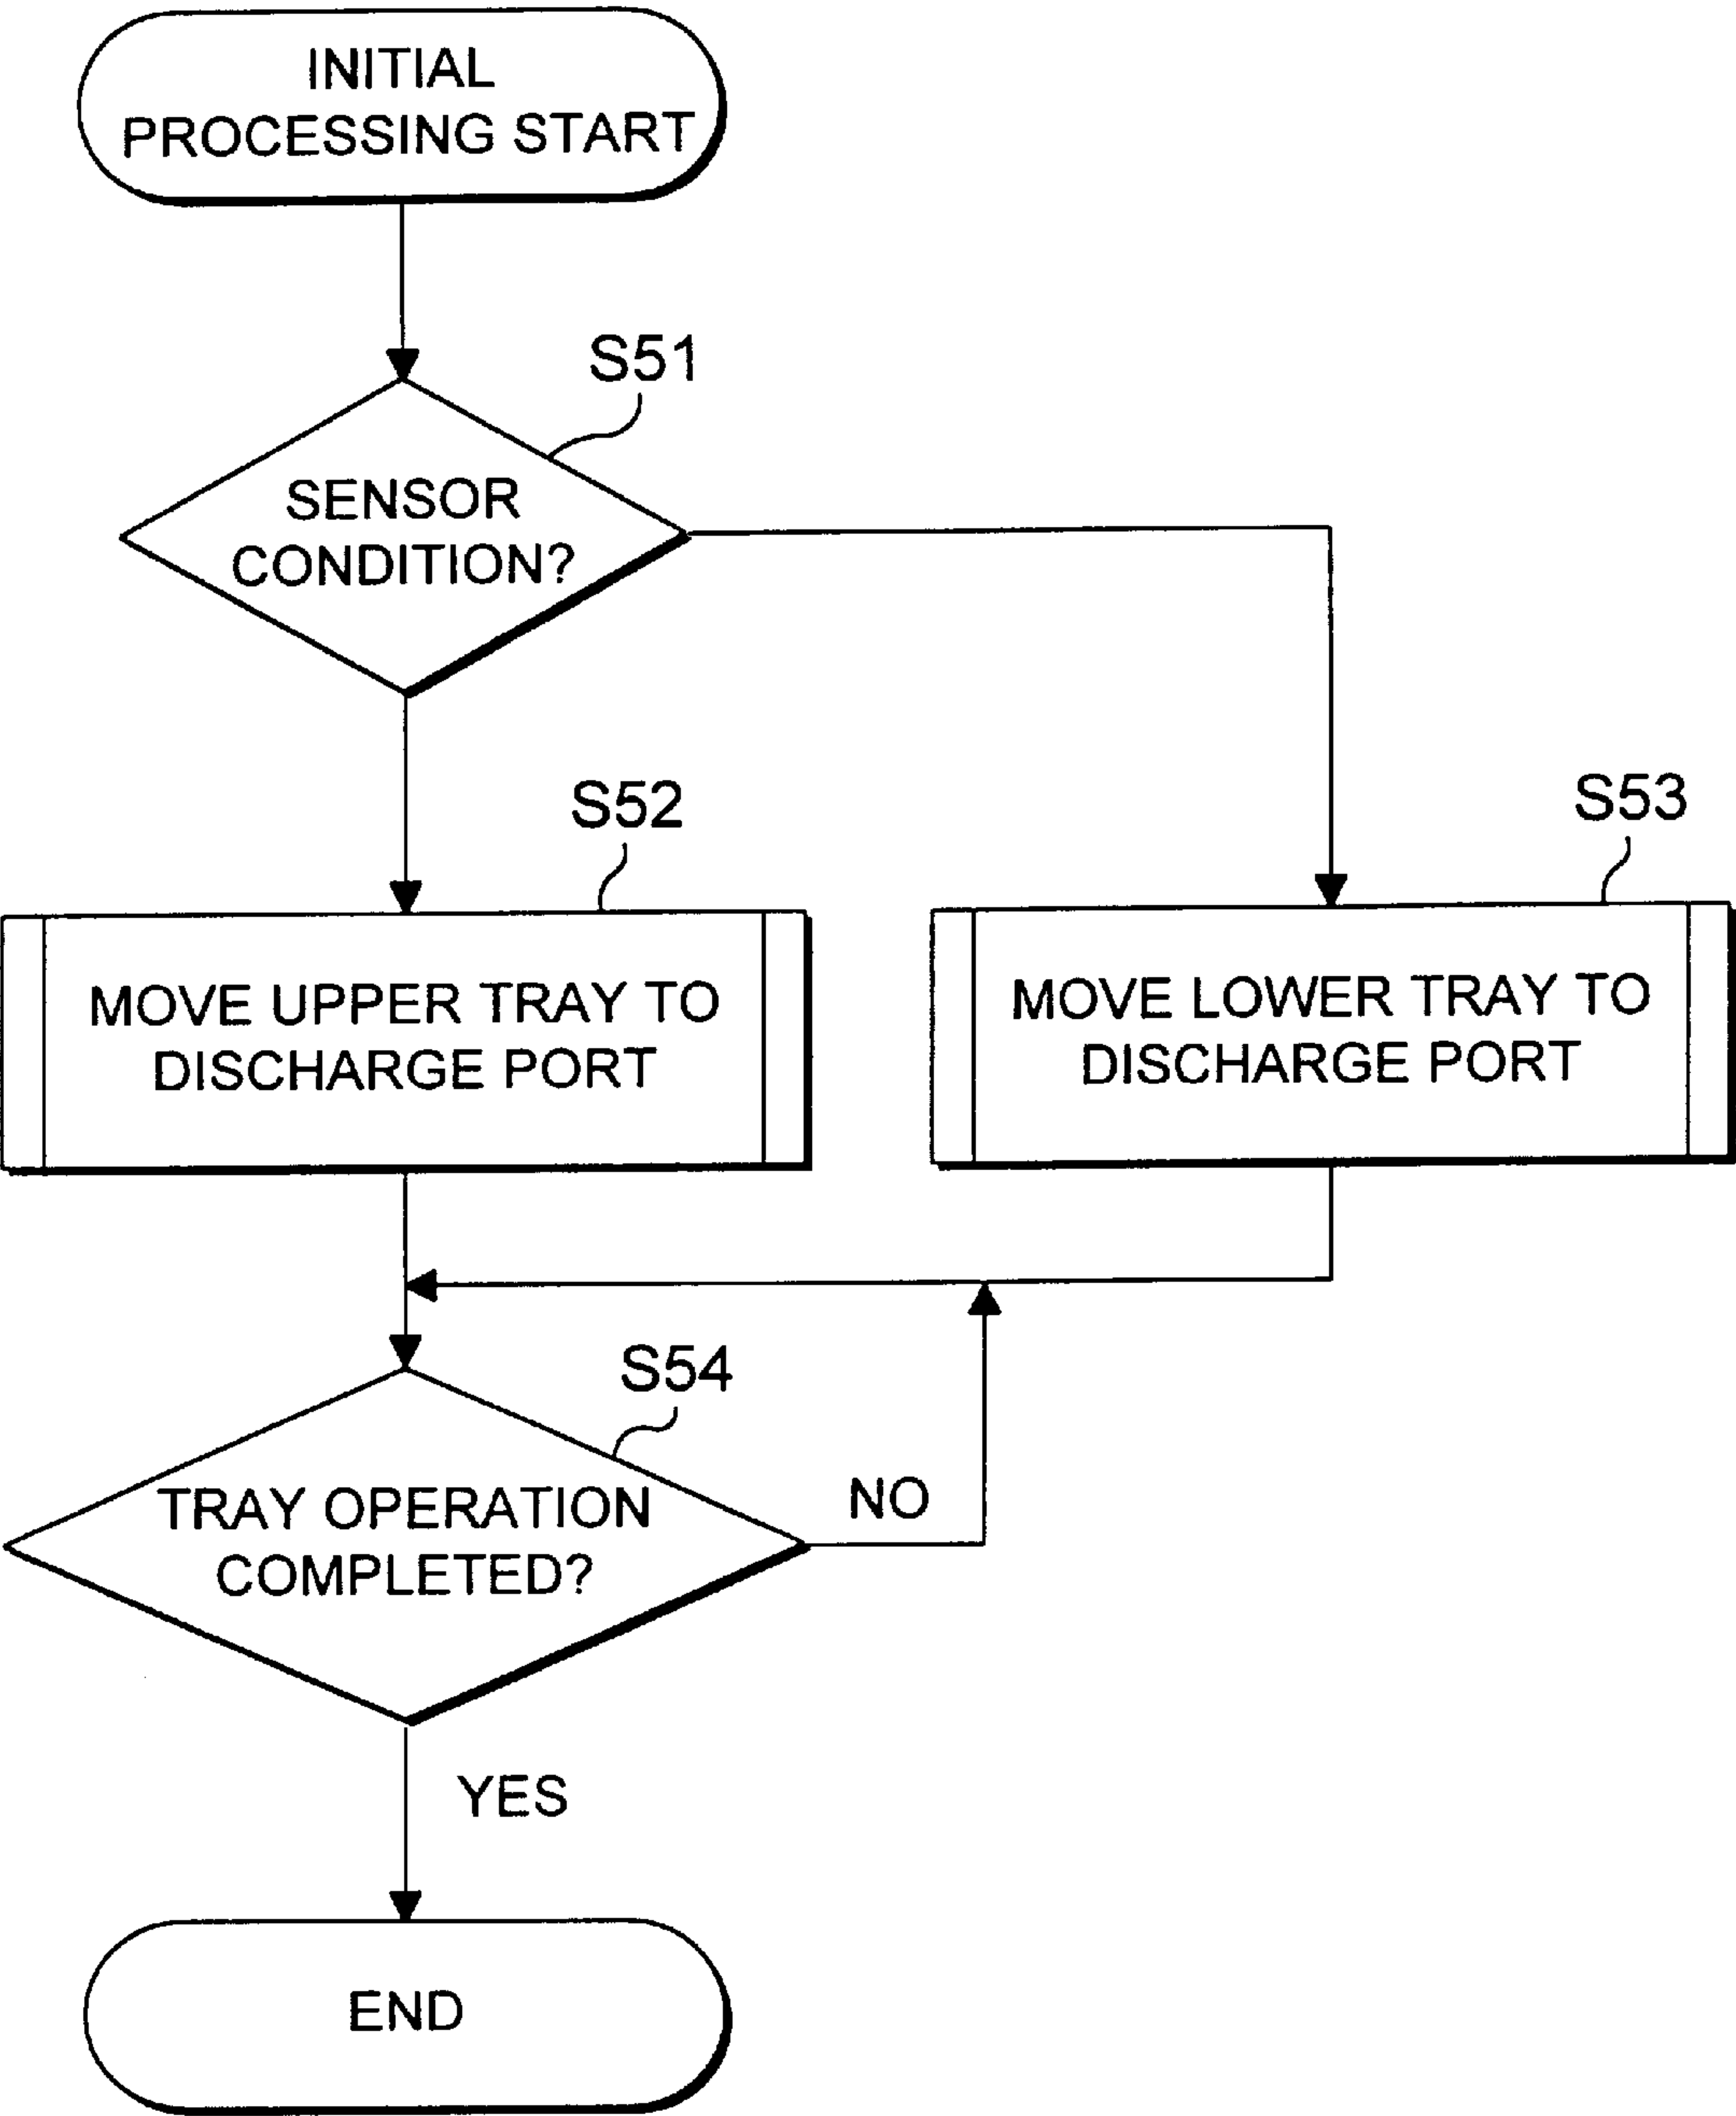 INITIAL
PROCESSING START
S51
SENSOR
CONDITION?
S52
MOVE UPPER TRAY TO
DISCHARGE PORT
S53
MOVE LOWER TRAY TO
DISCHARGE PORT
S54
TRAY OPERATION
COMPLETED?
NO
YES
END